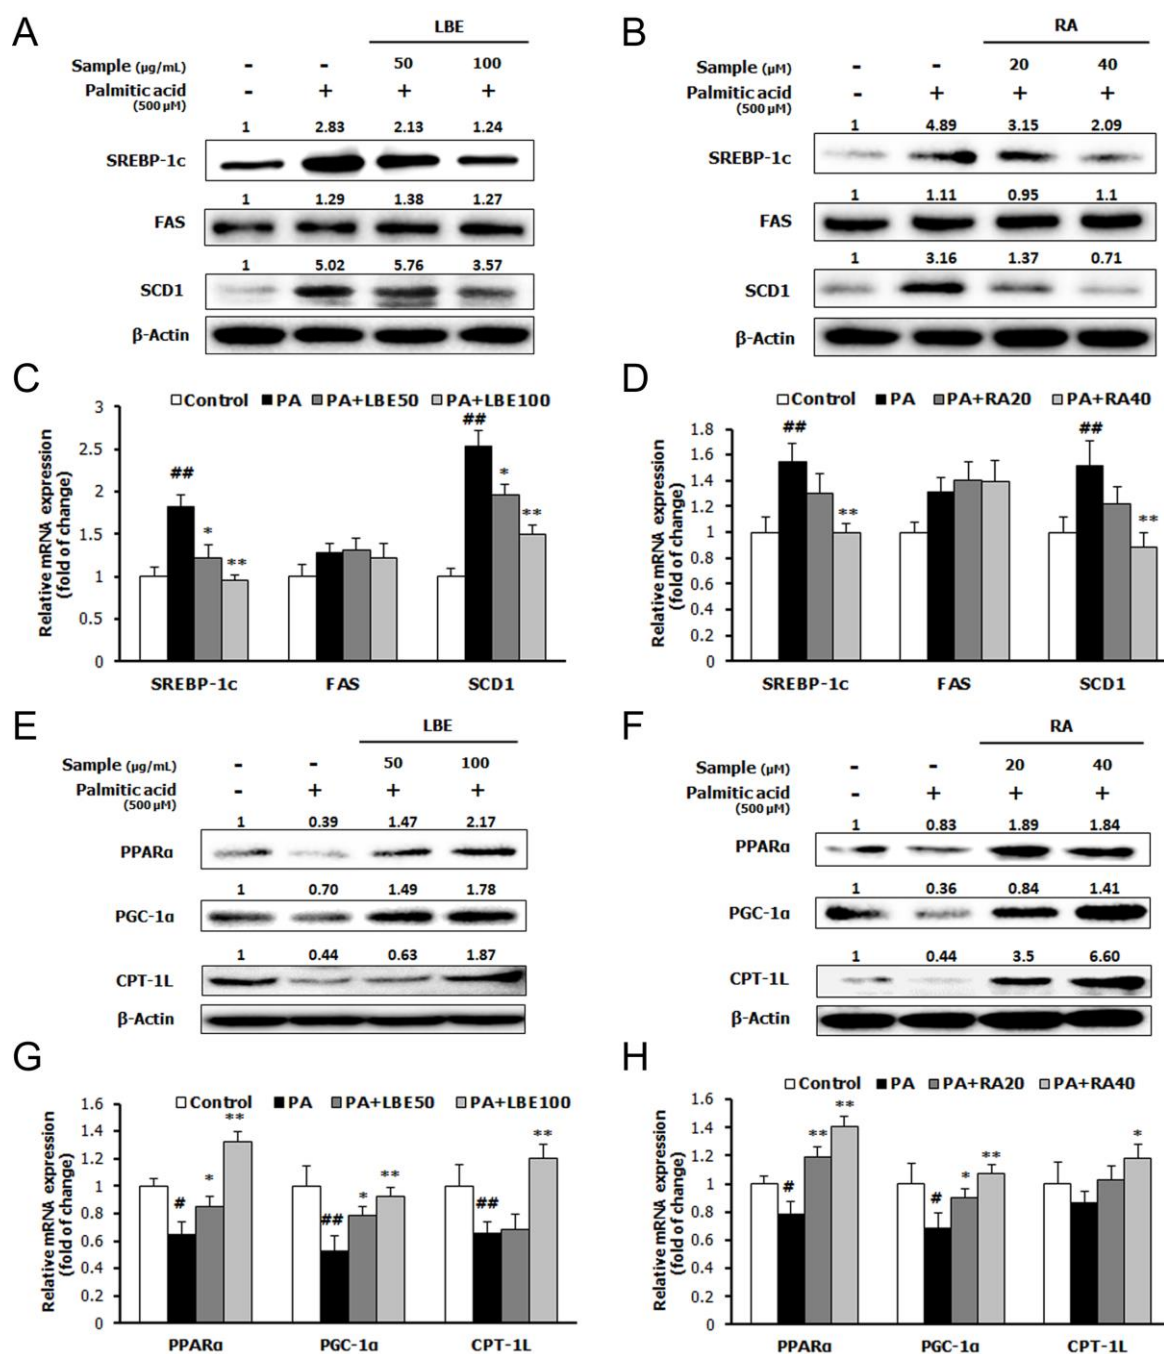 A
LBE
Sample (µg/mL) - - 50 100
Palmitic acid - + + +
(500 µM)
1 2.83 2.13 1.24
SREBP-1c
1 1.29 1.38 1.27
FAS
1 5.02 5.76 3.57
SCD1
β-Actin
B
RA
Sample (µM) - - 20 40
Palmitic acid - + + +
(500 µM)
1 4.89 3.15 2.09
SREBP-1c
1 1.11 0.95 1.1
FAS
1 3.16 1.37 0.71
SCD1
β-Actin
C
Control PA PA+LBE50 PA+LBE100
Relative mRNA expression
(fold of change)
3
2.5
2
1.5
1
0.5
0
## * **
## * **
SREBP-1c FAS SCD1
D
Control PA PA+RA20 PA+RA40
Relative mRNA expression
(fold of change)
1.8
1.6
1.4
1.2
1
0.8
0.6
0.4
0.2
0
## **
## **
SREBP-1c FAS SCD1
E
LBE
Sample (µg/mL) - - 50 100
Palmitic acid - + + +
(500 µM)
1 0.39 1.47 2.17
PPARα
1 0.70 1.49 1.78
PGC-1α
1 0.44 0.63 1.87
CPT-1L
β-Actin
F
RA
Sample (µM) - - 20 40
Palmitic acid - + + +
(500 µM)
1 0.83 1.89 1.84
PPARα
1 0.36 0.84 1.41
PGC-1α
1 0.44 3.5 6.60
CPT-1L
β-Actin
G
Control PA PA+LBE50 PA+LBE100
Relative mRNA expression
(fold of change)
1.6
1.4
1.2
1
0.8
0.6
0.4
0.2
0
# * **
## * **
## **
PPARα PGC-1α CPT-1L
H
Control PA PA+RA20 PA+RA40
Relative mRNA expression
(fold of change)
1.6
1.4
1.2
1
0.8
0.6
0.4
0.2
0
# ** **
# * **
*
PPARα PGC-1α CPT-1L